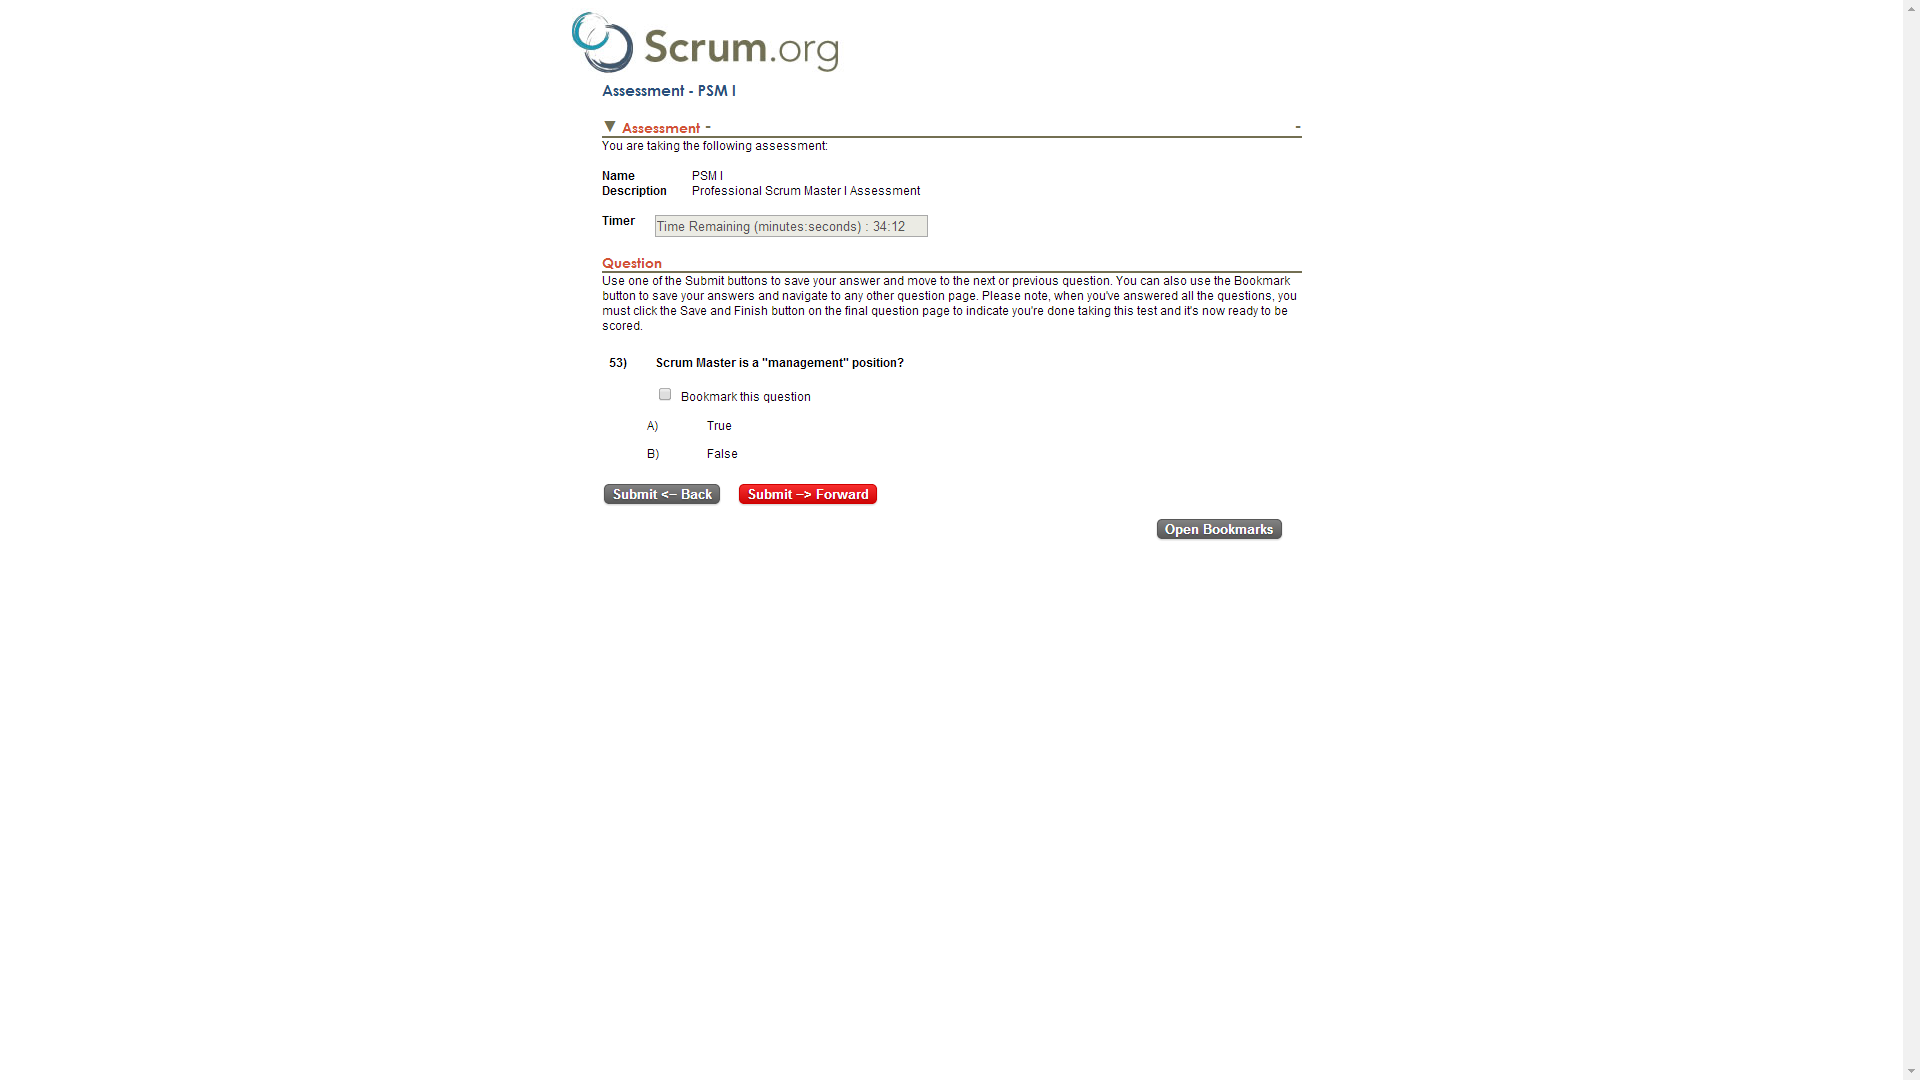 Scrum.org
Assessment - PSM I
▼ Assessment - -
You are taking the following assessment:
Name PSM I
Description Professional Scrum Master I Assessment
Timer Time Remaining (minutes:seconds) : 34:12
Question
Use one of the Submit buttons to save your answer and move to the next or previous question. You can also use the Bookmark
button to save your answers and navigate to any other question page. Please note, when you've answered all the questions, you
must click the Save and Finish button on the final question page to indicate you're done taking this test and it's now ready to be
scored.
53) Scrum Master is a "management" position?
Bookmark this question
A) True
B) False
Submit <-- Back Submit --> Forward
Open Bookmarks